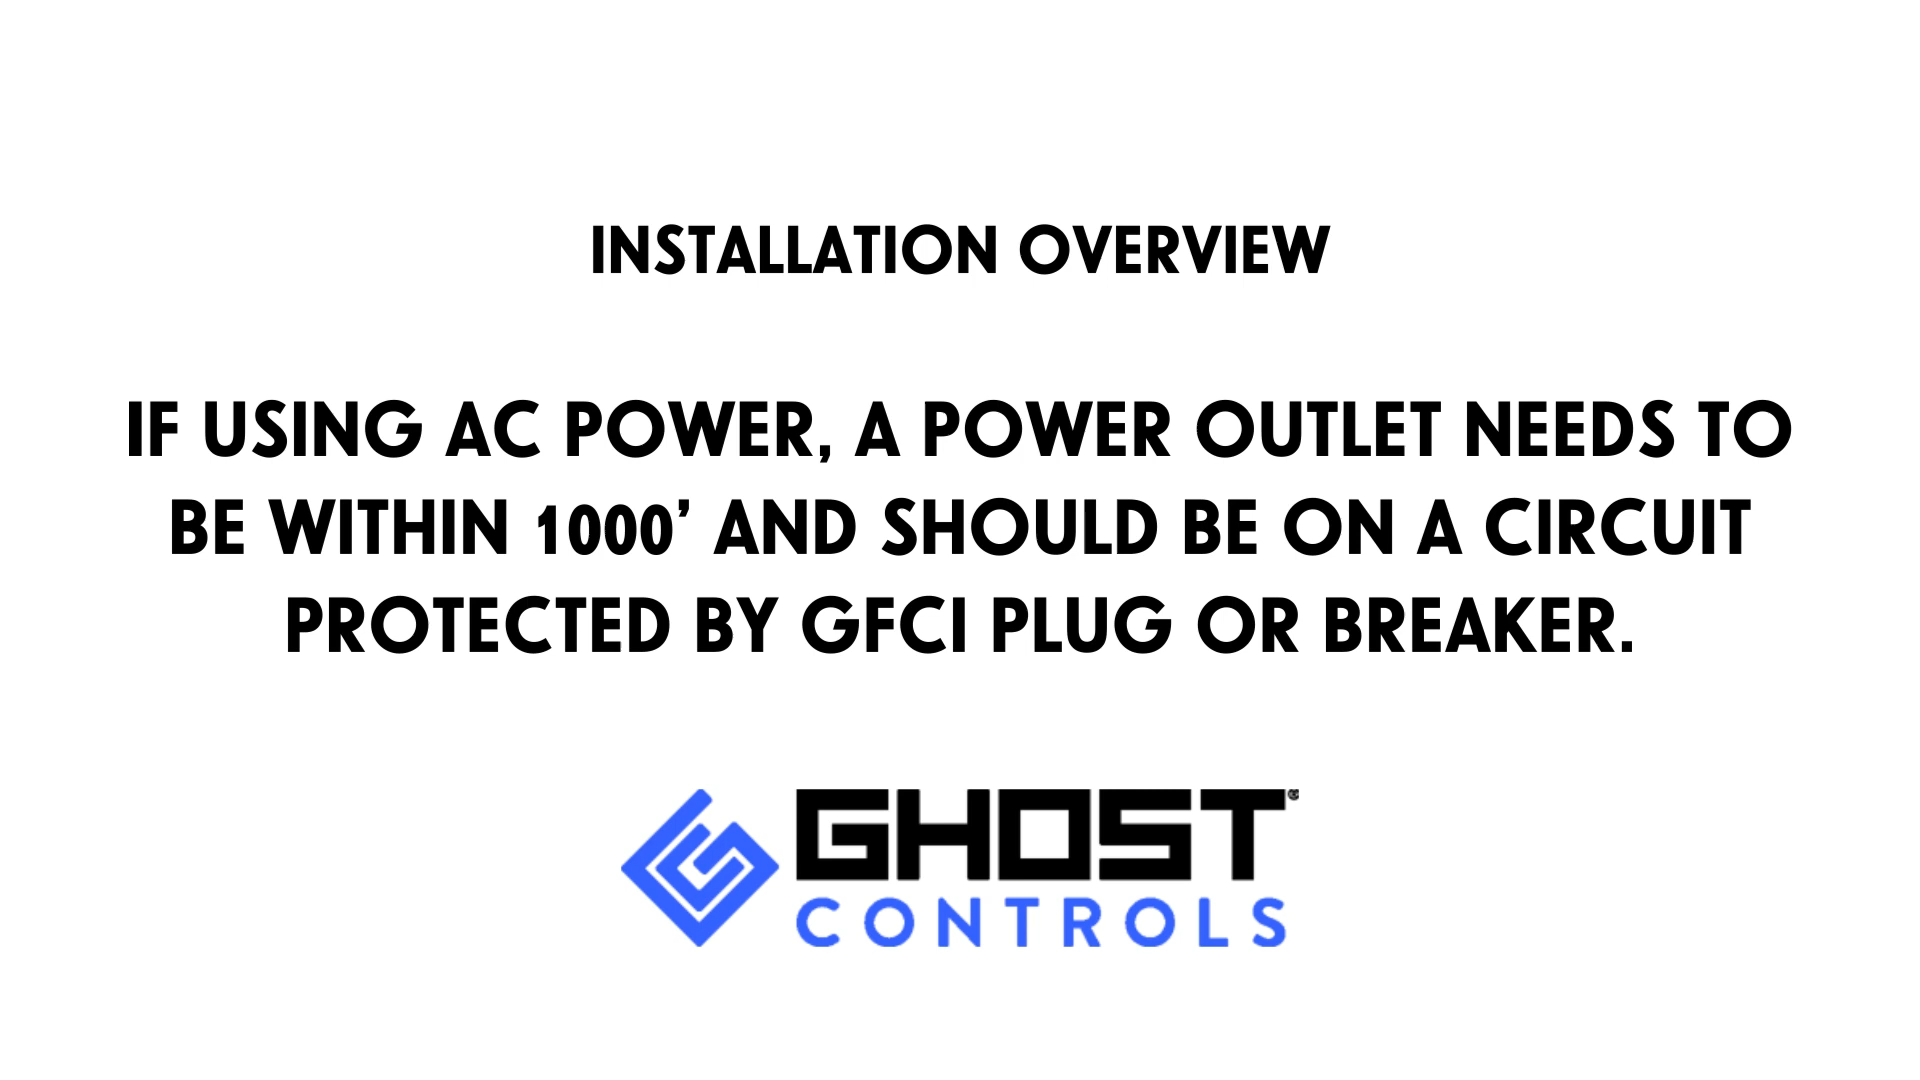 INSTALLATION OVERVIEW
IF USING AC POWER, A POWER OUTLET NEEDS TO
BE WITHIN 1000’ AND SHOULD BE ON A CIRCUIT
PROTECTED BY GFCI PLUG OR BREAKER.
GHOST®
CONTROLS